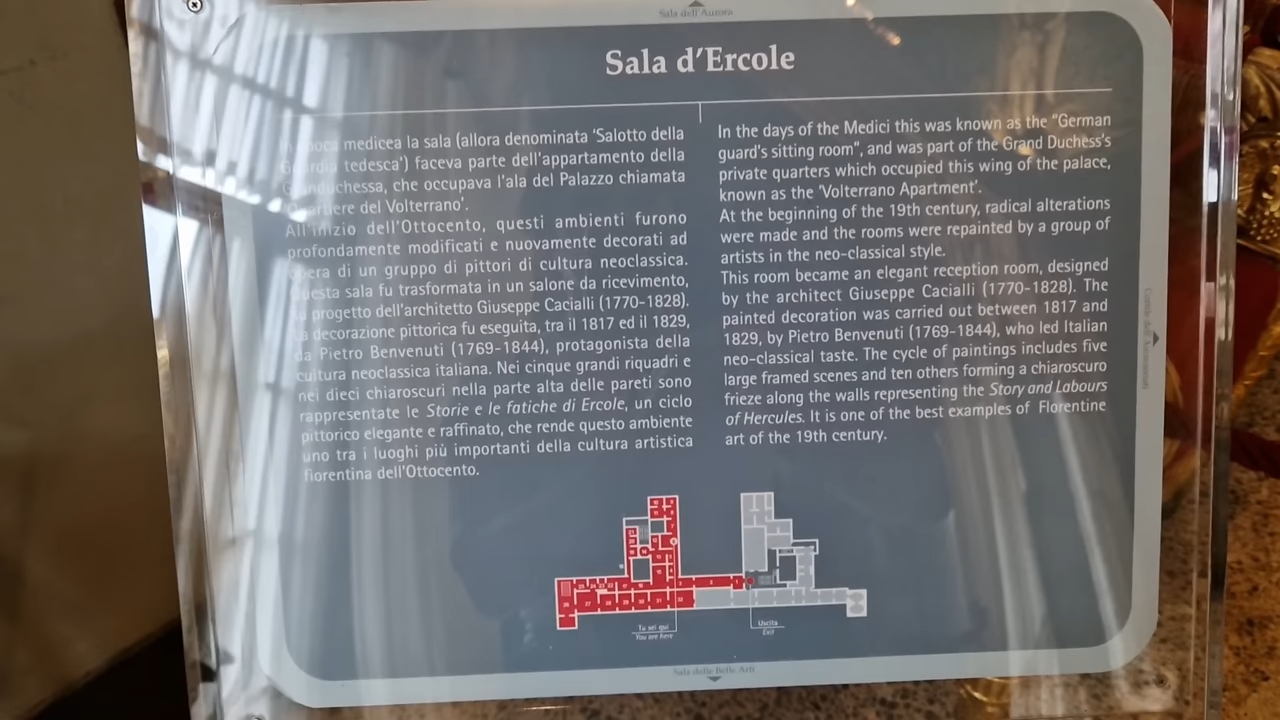 Sala dell'Aurora
Sala d'Ercole
In epoca medicea la sala (allora denominata 'Salotto della
Guardia tedesca') faceva parte dell'appartamento della
Granduchessa, che occupava l'ala del Palazzo chiamata
'Quartiere del Volterrano'.
All'inizio dell'Ottocento, questi ambienti furono
profondamente modificati e nuovamente decorati ad
opera di un gruppo di pittori di cultura neoclassica.
Questa sala fu trasformata in un salone da ricevimento,
su progetto dell'architetto Giuseppe Cacialli (1770-1828).
La decorazione pittorica fu eseguita, tra il 1817 ed il 1829,
da Pietro Benvenuti (1769-1844), protagonista della
cultura neoclassica italiana. Nei cinque grandi riquadri e
nei dieci chiaroscuri nella parte alta delle pareti sono
rappresentate le Storie e le fatiche di Ercole, un ciclo
pittorico elegante e raffinato, che rende questo ambiente
uno tra i luoghi più importanti della cultura artistica
fiorentina dell'Ottocento.
In the days of the Medici this was known as the "German
guard's sitting room", and was part of the Grand Duchess's
private quarters which occupied this wing of the palace,
known as the 'Volterrano Apartment'.
At the beginning of the 19th century, radical alterations
were made and the rooms were repainted by a group of
artists in the neo-classical style.
This room became an elegant reception room, designed
by the architect Giuseppe Cacialli (1770-1828). The
painted decoration was carried out between 1817 and
1829, by Pietro Benvenuti (1769-1844), who led Italian
neo-classical taste. The cycle of paintings includes five
large framed scenes and ten others forming a chiaroscuro
frieze along the walls representing the Story and Labours
of Hercules. It is one of the best examples of Florentine
art of the 19th century.
Tu sei qui
You are here
Uscita
Exit
Sala delle Belle Arti